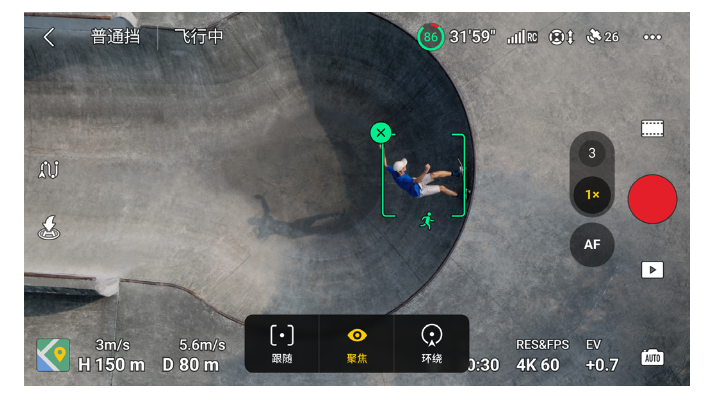 普通挡 飞行中 86 31'59" RC 26
3
1×
AF
跟随 聚焦 环绕
3m/s 5.6m/s RES&FPS EV
H 150 m D 80 m 0:30 4K 60 +0.7 AUTO